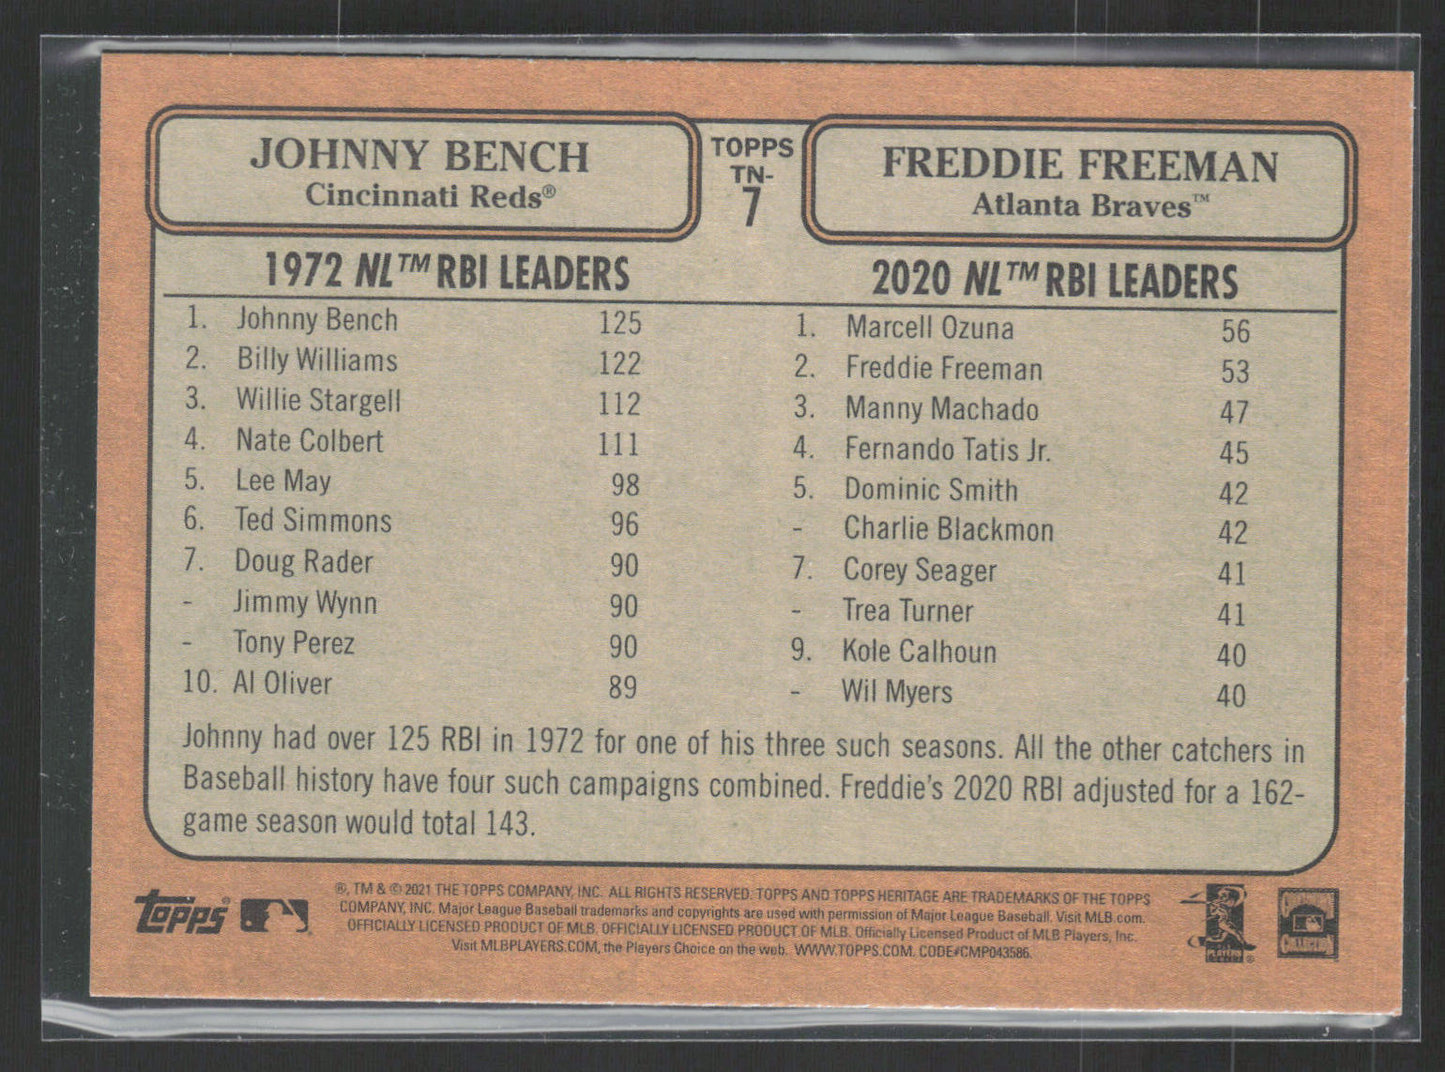 JOHNNY BENCH
Cincinnati Reds®
TOPPS
TN-
7
FREDDIE FREEMAN
Atlanta Braves™
1972 NL™ RBI LEADERS
1. Johnny Bench 125
2. Billy Williams 122
3. Willie Stargell 112
4. Nate Colbert 111
5. Lee May 98
6. Ted Simmons 96
7. Doug Rader 90
- Jimmy Wynn 90
- Tony Perez 90
10. Al Oliver 89
2020 NL™ RBI LEADERS
1. Marcell Ozuna 56
2. Freddie Freeman 53
3. Manny Machado 47
4. Fernando Tatis Jr. 45
5. Dominic Smith 42
- Charlie Blackmon 42
7. Corey Seager 41
- Trea Turner 41
9. Kole Calhoun 40
- Wil Myers 40
Johnny had over 125 RBI in 1972 for one of his three such seasons. All the other catchers in
Baseball history have four such campaigns combined. Freddie's 2020 RBI adjusted for a 162-
game season would total 143.
topps®
®, TM & © 2021 THE TOPPS COMPANY, INC. ALL RIGHTS RESERVED. TOPPS AND TOPPS HERITAGE ARE TRADEMARKS OF THE TOPPS
COMPANY, INC. Major League Baseball trademarks and copyrights are used with permission of Major League Baseball. Visit MLB.com.
OFFICIALLY LICENSED PRODUCT OF MLB. OFFICIALLY LICENSED PRODUCT OF MLB. Officially Licensed Product of MLB Players, Inc.
Visit MLBPLAYERS.COM, the Players Choice on the web. WWW.TOPPS.COM. CODE#CMP043586.
PLAYERS
®
COLLECTION